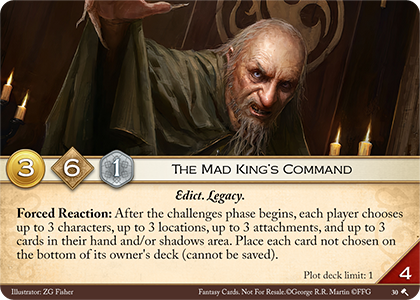 3 6 1 The Mad King's Command
Edict. Legacy.
Forced Reaction: After the challenges phase begins, each player chooses
up to 3 characters, up to 3 locations, up to 3 attachments, and up to 3
cards in their hand and/or shadows area. Place each card not chosen on
the bottom of its owner's deck (cannot be saved).
Plot deck limit: 1
4
Illustrator: ZG Fisher Fantasy Cards. Not For Resale. ©George R.R. Martin ©FFG 30